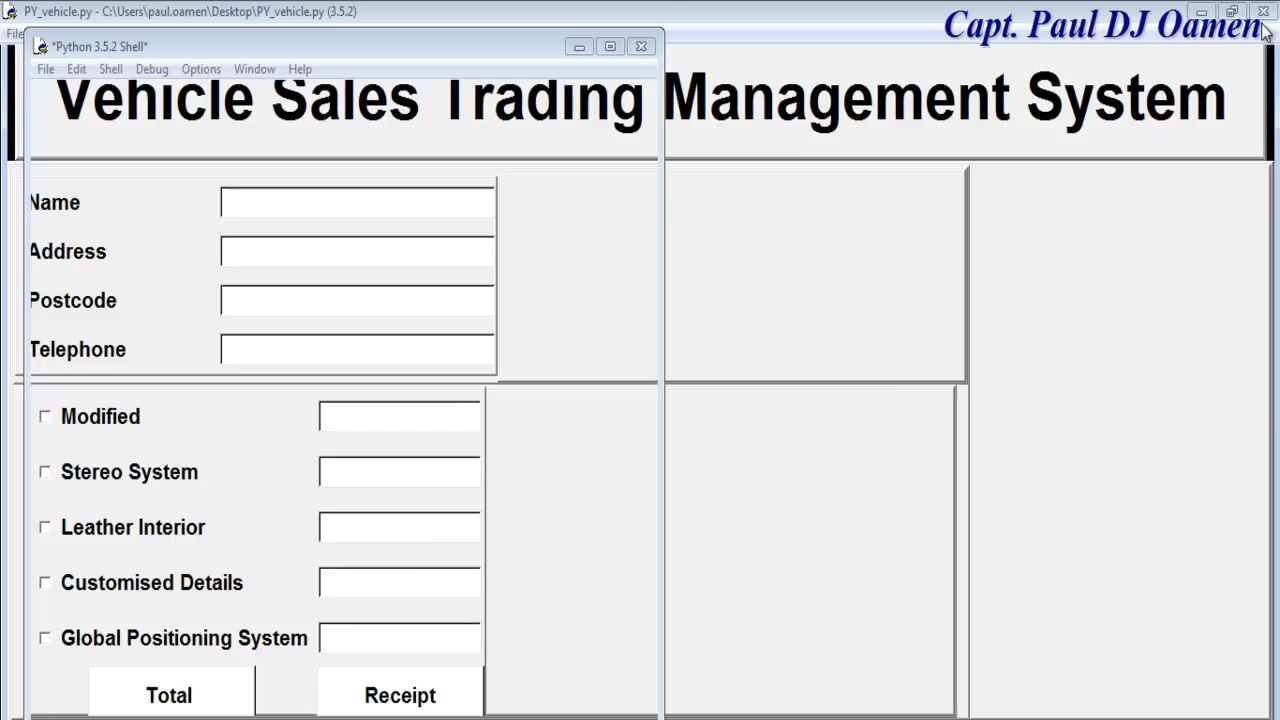 PY_vehicle.py - C:\Users\paul.oamen\Desktop\PY_vehicle.py (3.5.2)
Capt. Paul DJ Oamen
File
*Python 3.5.2 Shell*
File Edit Shell Debug Options Window Help
Vehicle Sales Trading Management System
Name
Address
Postcode
Telephone
Modified
Stereo System
Leather Interior
Customised Details
Global Positioning System
Total Receipt